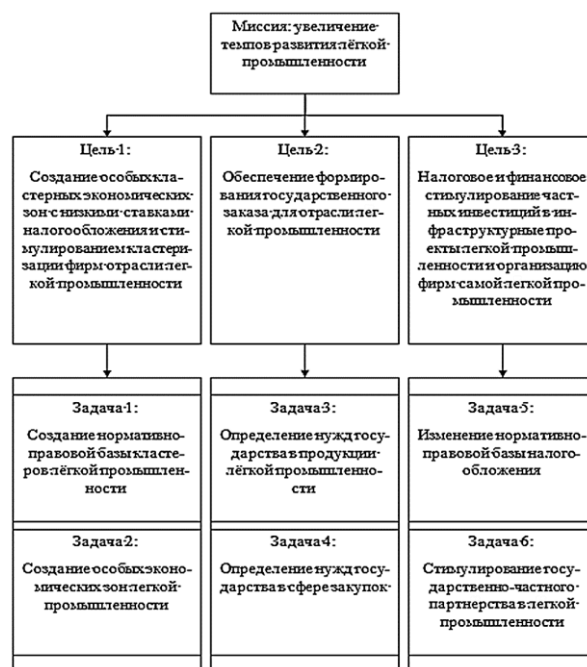 Миссия: увеличение
темпов развития лёгкой
промышленности
Цель 1:
Создание особых кла-
стерных экономических
зон с низкими ставками
налогообложения и сти-
мулированием кластери-
зации фирм отрасли лег-
кой промышленности
Цель 2:
Обеспечение формиро-
вания государственного
заказа для отрасли лег-
кой промышленности
Цель 3:
Налоговое и финансовое
стимулирование част-
ных инвестиций в ин-
фраструктурные прое-
кты легкой промыш-
ленности и организацию
фирм самой легкой про-
мышленности
Задача 1:
Создание нормативно-
правовой базы класте-
ров лёгкой промышлен-
ности
Задача 2:
Создание особых эконо-
мических зон легкой
промышленности
Задача 3:
Определение нужд госу-
дарства в продукции
лёгкой промышленно-
сти
Задача 4:
Определение нужд госу-
дарства в сфере закупок
Задача 5:
Изменение нормативно-
правовой базы налого-
обложения
Задача 6:
Стимулирование госу-
дарственно-частного
партнерства в легкой
промышленности